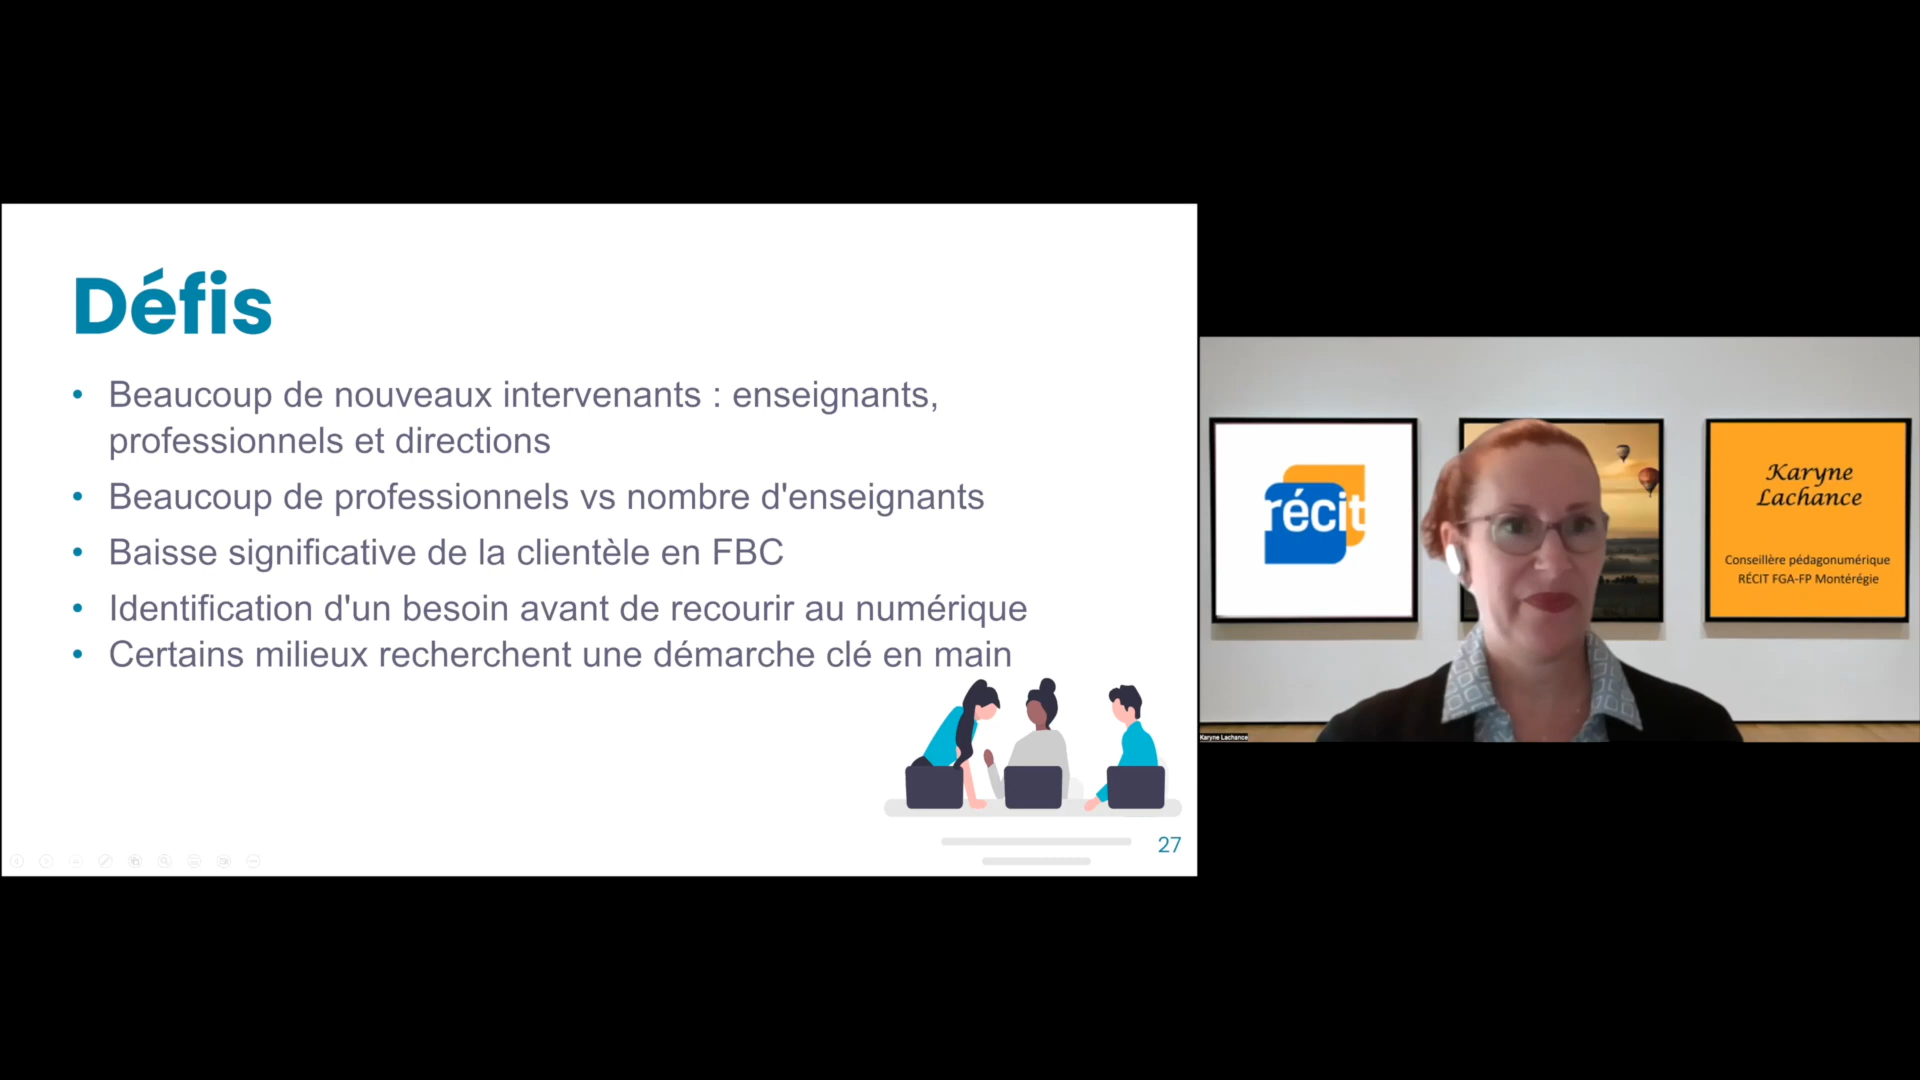 Défis
• Beaucoup de nouveaux intervenants : enseignants,
professionnels et directions
• Beaucoup de professionnels vs nombre d'enseignants
• Baisse significative de la clientèle en FBC
• Identification d'un besoin avant de recourir au numérique
• Certains milieux recherchent une démarche clé en main
27
récit
Karyne
Lachance
Conseillère pédagonumérique
RÉCIT FGA-FP Montérégie
Karyne Lachance